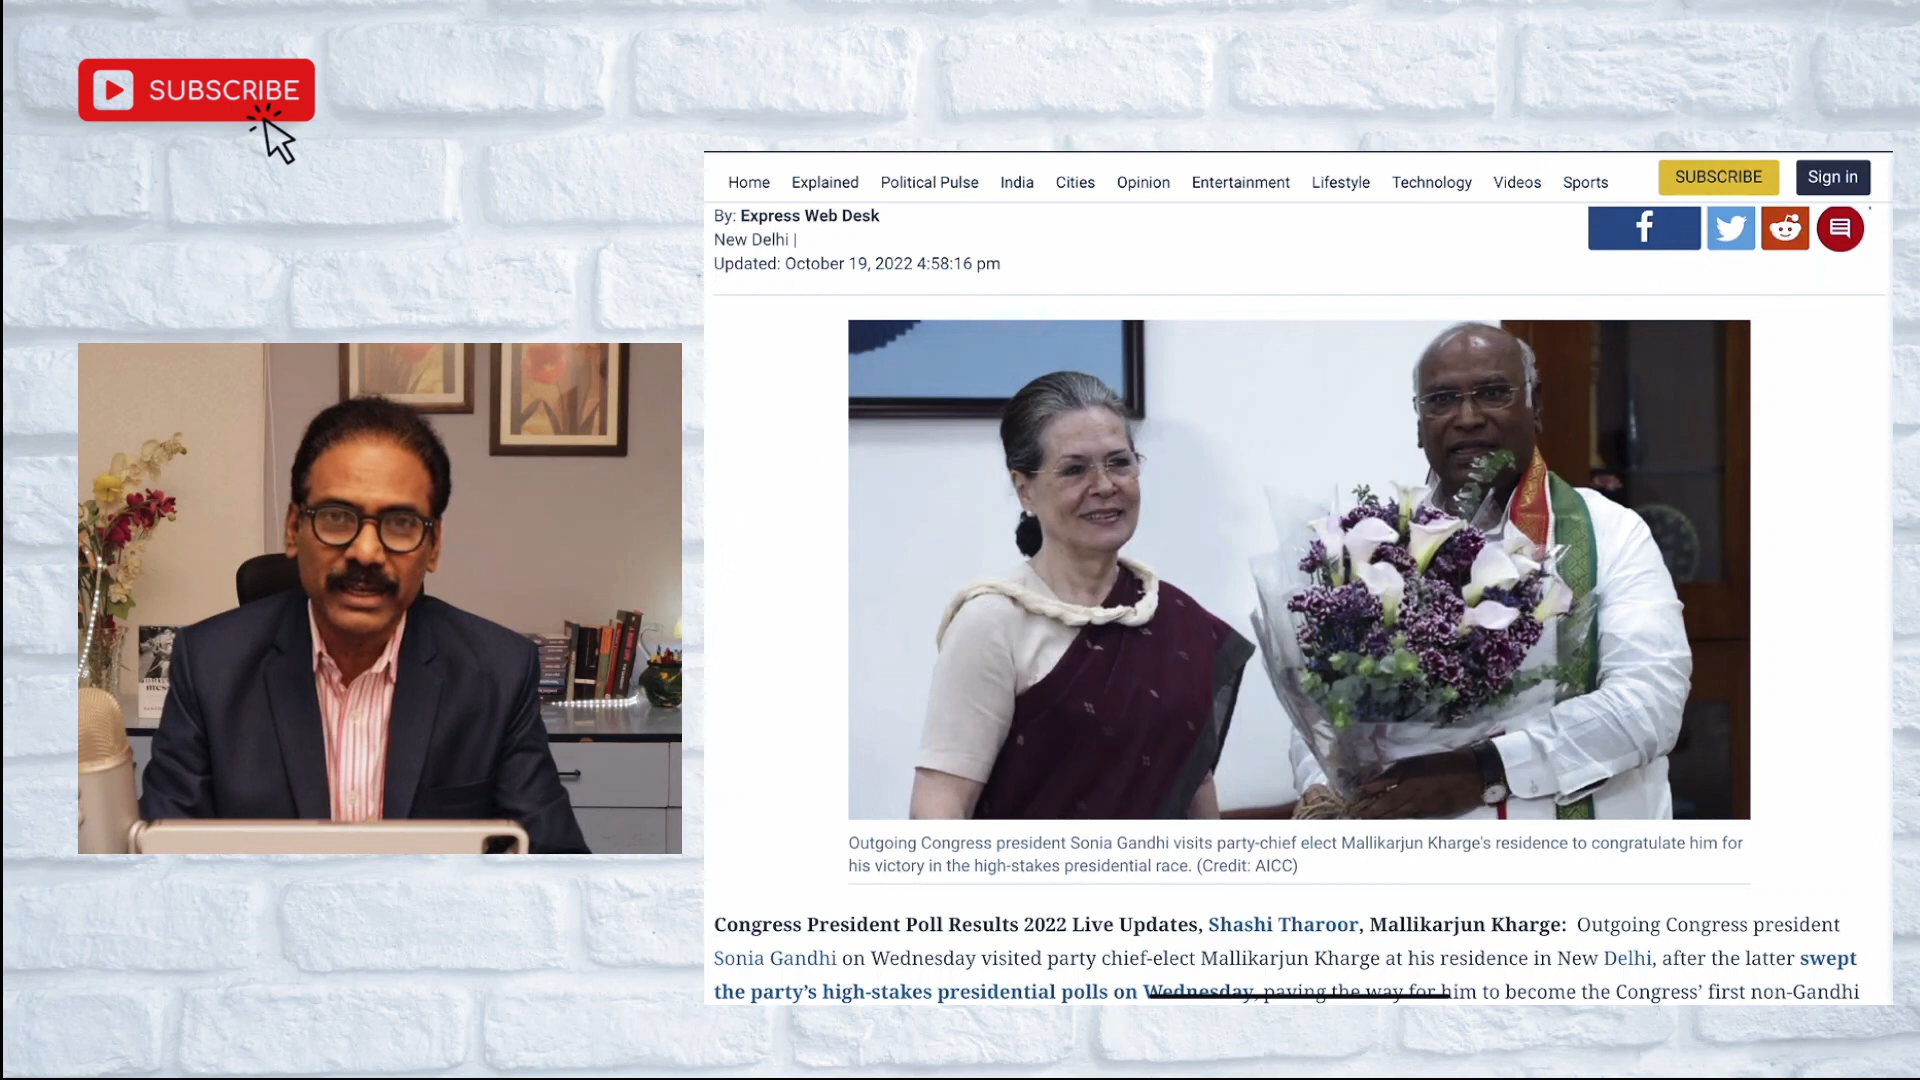 SUBSCRIBE
Home Explained Political Pulse India Cities Opinion Entertainment Lifestyle Technology Videos Sports SUBSCRIBE Sign in
By: Express Web Desk
New Delhi |
Updated: October 19, 2022 4:58:16 pm
Outgoing Congress president Sonia Gandhi visits party-chief elect Mallikarjun Kharge's residence to congratulate him for
his victory in the high-stakes presidential race. (Credit: AICC)
Congress President Poll Results 2022 Live Updates, Shashi Tharoor, Mallikarjun Kharge: Outgoing Congress president
Sonia Gandhi on Wednesday visited party chief-elect Mallikarjun Kharge at his residence in New Delhi, after the latter swept
the party's high-stakes presidential polls on Wednesday, paving the way for him to become the Congress' first non-Gandhi